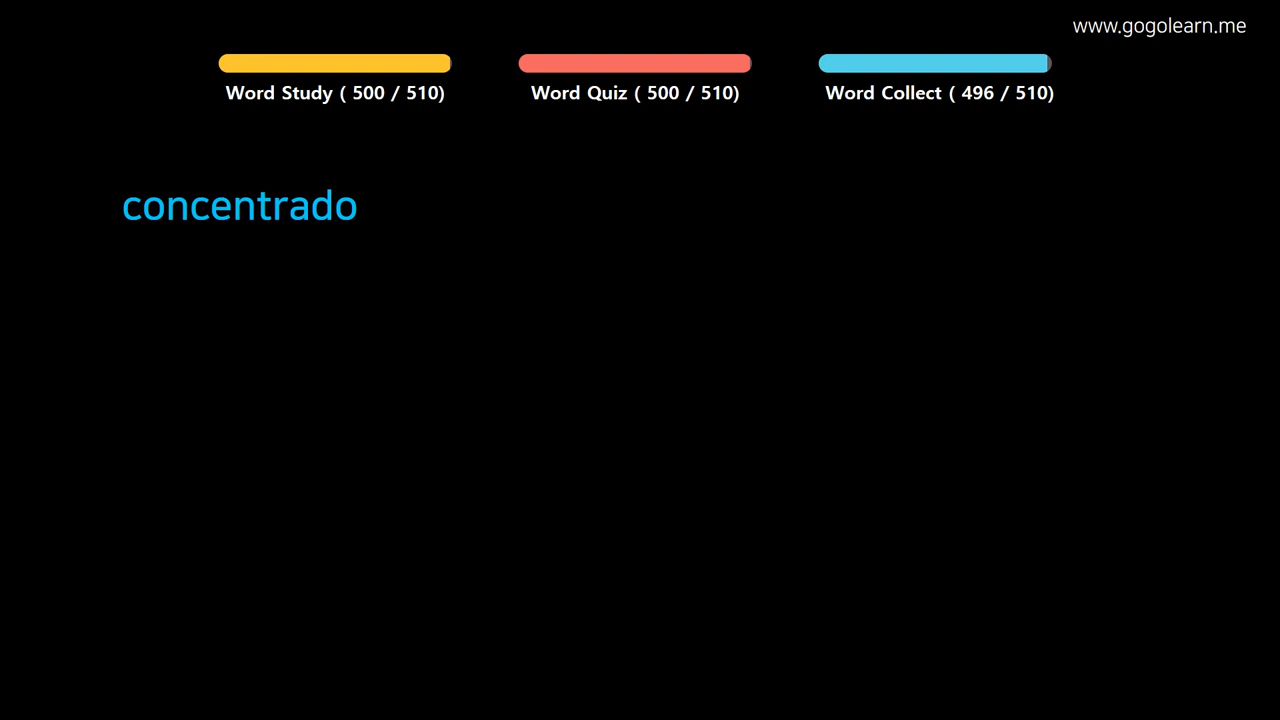 www.gogolearn.me
Word Study ( 500 / 510)
Word Quiz ( 500 / 510)
Word Collect ( 496 / 510)
concentrado